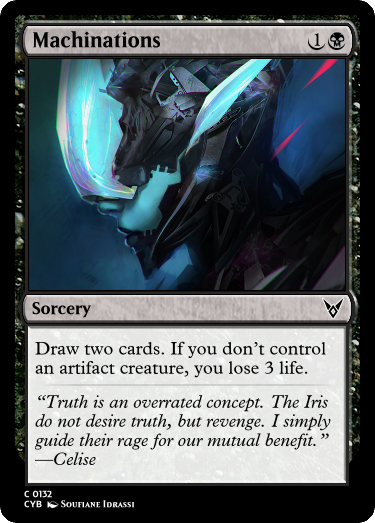 Machinations 1
Sorcery
Draw two cards. If you don’t control
an artifact creature, you lose 3 life.
“Truth is an overrated concept. The Iris
do not desire truth, but revenge. I simply
guide their rage for our mutual benefit.”
—Celise
C 0132
CYB Soufiane Idrassi